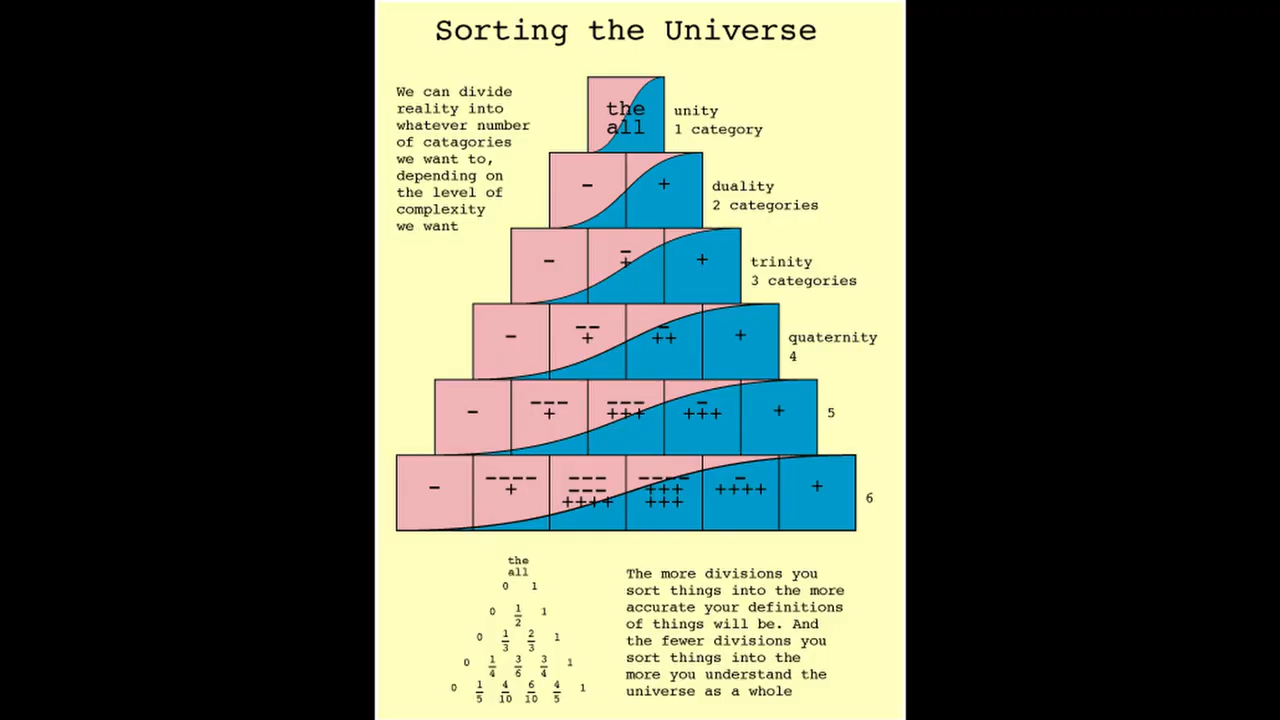 Sorting the Universe
We can divide
reality into
whatever number
of catagories
we want to,
depending on
the level of
complexity
we want
the
all
unity
1 category
− +
duality
2 categories
− − +
+
trinity
3 categories
− −− − +
+ ++
quaternity
4
− −−− −−− − +
+ +++ +++
5
− −−−− −−− −−−− − +
+ −−− +++ ++++
++++ +++
6
the
all
0 1
0 1/2 1
0 1/3 2/3 1
0 1/4 3/6 3/4 1
0 1/5 4/10 6/10 4/5 1
The more divisions you
sort things into the more
accurate your definitions
of things will be. And
the fewer divisions you
sort things into the
more you understand the
universe as a whole